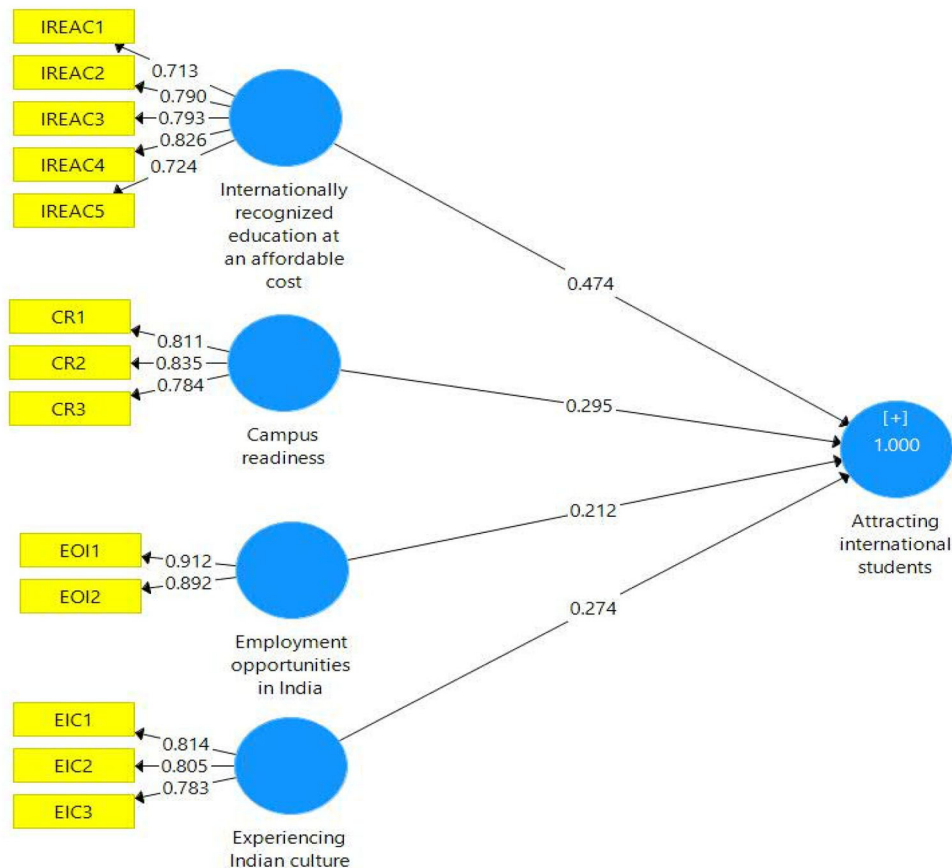 IREAC1
IREAC2
IREAC3
IREAC4
IREAC5
0.713
0.790
0.793
0.826
0.724
Internationally
recognized
education at
an affordable
cost
0.474
CR1
CR2
CR3
0.811
0.835
0.784
Campus
readiness
0.295
[+]
1.000
Attracting
international
students
EOI1
EOI2
0.912
0.892
Employment
opportunities
in India
0.212
EIC1
EIC2
EIC3
0.814
0.805
0.783
Experiencing
Indian culture
0.274